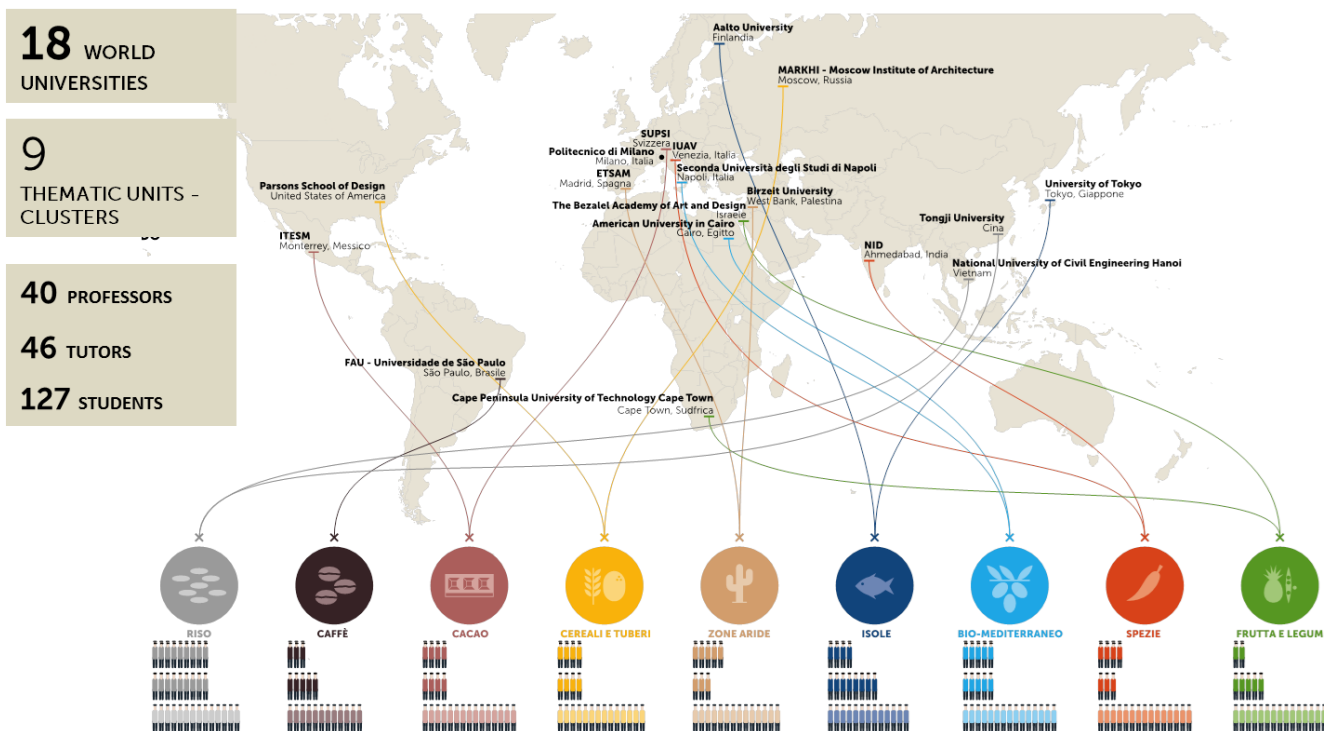 18 WORLD
UNIVERSITIES
9
THEMATIC UNITS -
CLUSTERS
40 PROFESSORS
46 TUTORS
127 STUDENTS
Aalto University
Finlandia
MARKHI - Moscow Institute of Architecture
Moscow, Russia
SUPSI
Svizzera
Politecnico di Milano
Milano, Italia
IUAV
Venezia, Italia
ETSAM
Madrid, Spagna
Seconda Università degli Studi di Napoli
Napoli, Italia
Parsons School of Design
United States of America
Birzeit University
West Bank, Palestina
University of Tokyo
Tokyo, Giappone
The Bezalel Academy of Art and Design
Israele
American University in Cairo
Cairo, Egitto
Tongji University
Cina
ITESM
Monterrey, Messico
NID
Ahmedabad, India
National University of Civil Engineering Hanoi
Vietnam
FAU - Universidade de São Paulo
São Paulo, Brasile
Cape Peninsula University of Technology Cape Town
Cape Town, Sudfrica
RISO
CAFFÈ
CACAO
CEREALI E TUBERI
ZONE ARIDE
ISOLE
BIO-MEDITERRANEO
SPEZIE
FRUTTA E LEGUM